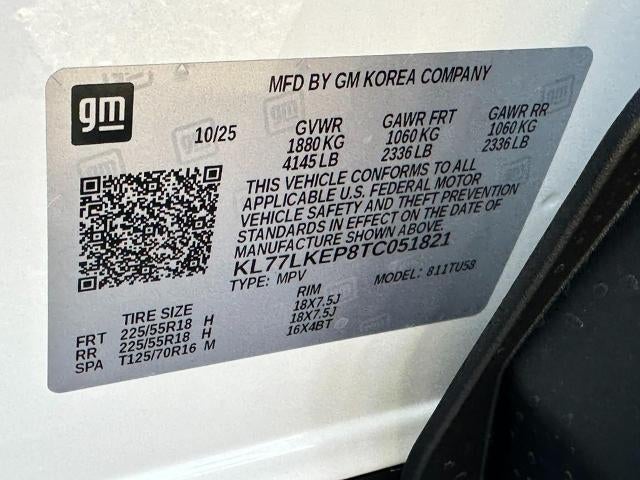 gm
MFD BY GM KOREA COMPANY
10/25 GVWR GAWR FRT GAWR RR
1880 KG 1060 KG 1060 KG
4145 LB 2336 LB 2336 LB
THIS VEHICLE CONFORMS TO ALL
APPLICABLE U.S. FEDERAL MOTOR
VEHICLE SAFETY AND THEFT PREVENTION
STANDARDS IN EFFECT ON THE DATE OF
MANUFACTURE SHOWN ABOVE.
KL77LKEP8TC051821
TYPE: MPV MODEL: 811TU58
TIRE SIZE RIM
FRT 225/55R18 H 18X7.5J
RR 225/55R18 H 18X7.5J
SPA T125/70R16 M 16X4BT